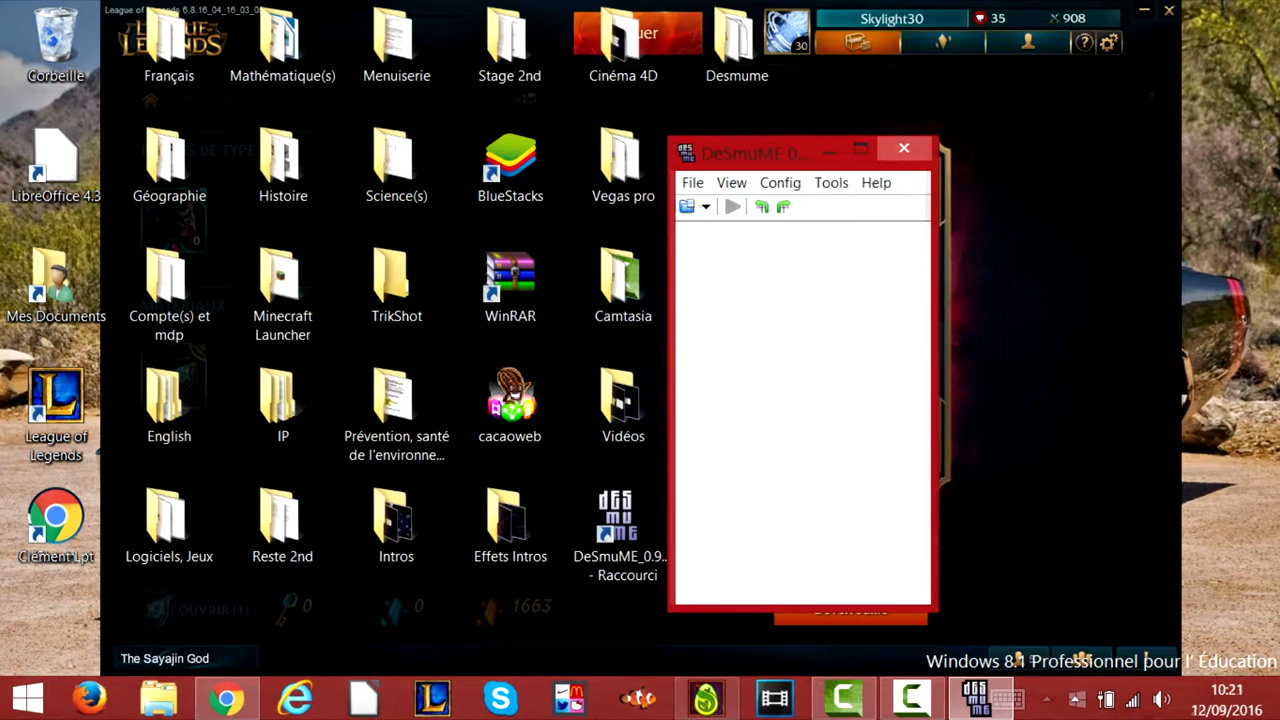 League of Legends 6.8.16_04_16_03_0
LEAGUE OF
LEGENDS
Skylight30
35
908
30
Corbeille
Français
Mathématique(s)
Menuiserie
Stage 2nd
Cinéma 4D
Desmume
DeSmuME 0...
File View Config Tools Help
LibreOffice 4.3
Géographie
Histoire
Science(s)
BlueStacks
Vegas pro
Mes Documents
Compte(s) et
mdp
Minecraft
Launcher
TrikShot
WinRAR
Camtasia
League of
Legends
English
IP
Prévention, santé
de l'environne...
cacaoweb
Vidéos
Clément Lpt
Logiciels, Jeux
Reste 2nd
Intros
Effets Intros
DeSmuME_0.9...
- Raccourci
OUVRIR (1)
0
0
1663
The Sayajin God
Windows 8.1 Professionnel pour l' Éducation
10:21
12/09/2016